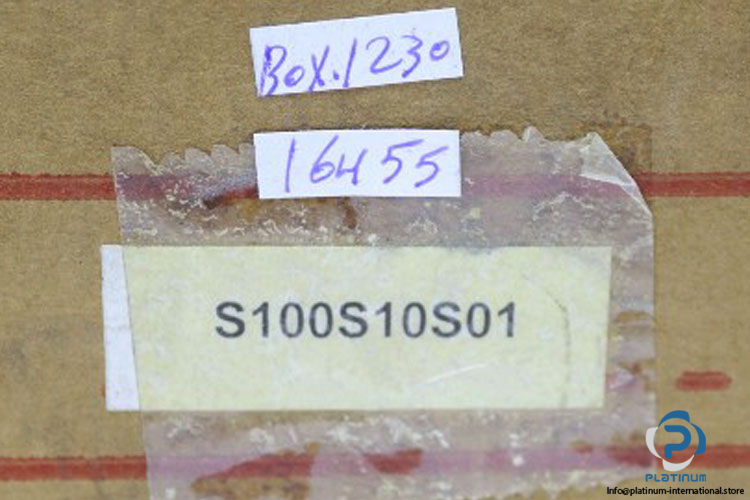 Box.1230
16455
S100S10S01
PLATINUM
Info@platinum-international.store